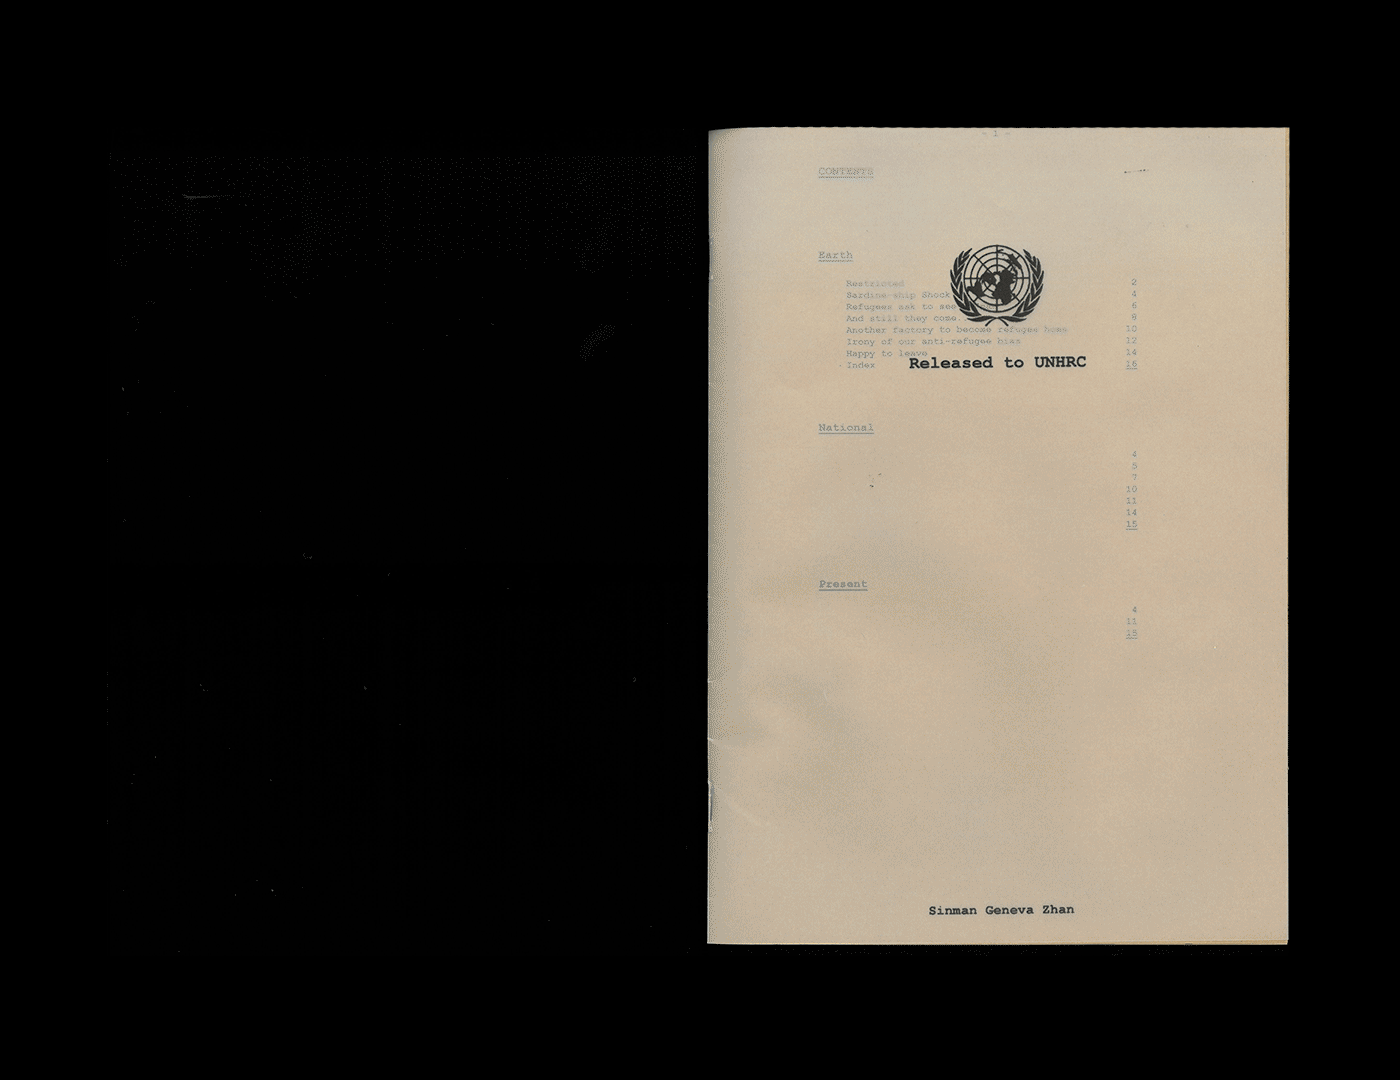 CONTENTS
Earth
Restricted 2
Sardine-ship Shock 4
Refugees ask to see 6
And still they come. 8
Another factory to become refugee home 10
Irony of our anti-refugee bias 12
Happy to leave 14
Index 16
Released to UNHRC
National
4
5
7
10
11
14
15
Present
4
11
15
Sinman Geneva Zhan